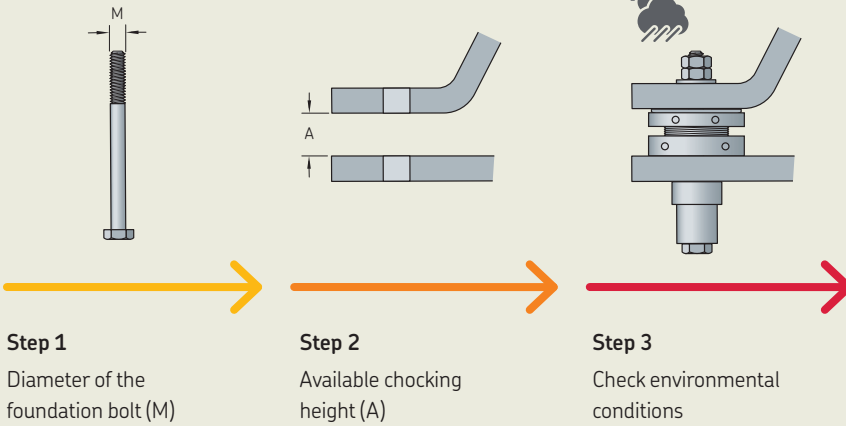 M
A
Step 1
Diameter of the
foundation bolt (M)
Step 2
Available chocking
height (A)
Step 3
Check environmental
conditions